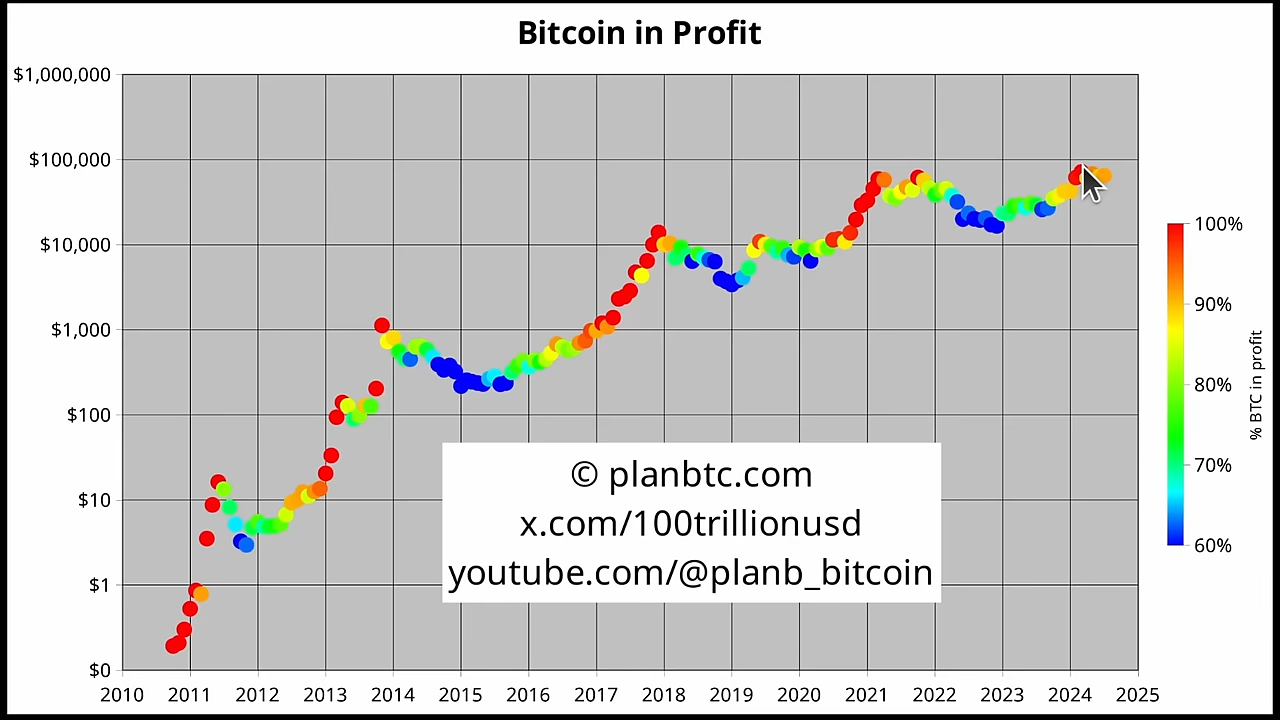 Bitcoin in Profit
$1,000,000
$100,000
$10,000
$1,000
$100
$10
$1
$0
2010 2011 2012 2013 2014 2015 2016 2017 2018 2019 2020 2021 2022 2023 2024 2025
© planbtc.com
x.com/100trillionusd
youtube.com/@planb_bitcoin
100%
90%
80%
70%
60%
% BTC in profit